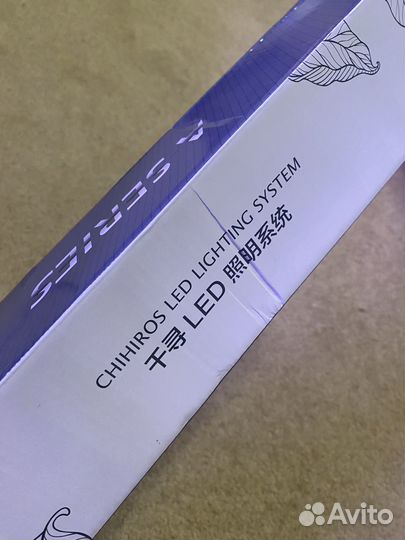 A SERIES
CHIHIROS LED LIGHTING SYSTEM
千寻 LED 照明系统
Avito